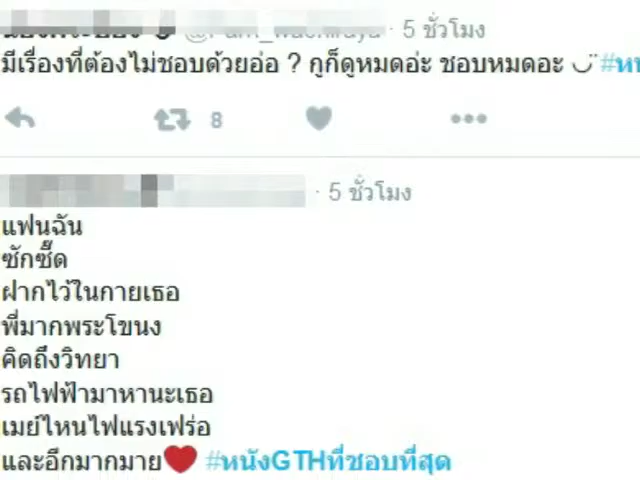 · 5 ชั่วโมง
มีเรื่องที่ต้องไม่ชอบด้วยอ่อ ? กูก็ดูหมดอ่ะ ชอบหมดอะ #หนั
8
· 5 ชั่วโมง
แฟนฉัน
ซักซี้ด
ฝากไว้ในกายเธอ
พี่มากพระโขนง
คิดถึงวิทยา
รถไฟฟ้ามาหานะเธอ
เมย์ไหนไฟแรงเฟร่อ
และอีกมากมาย❤ #หนังGTHที่ชอบที่สุด